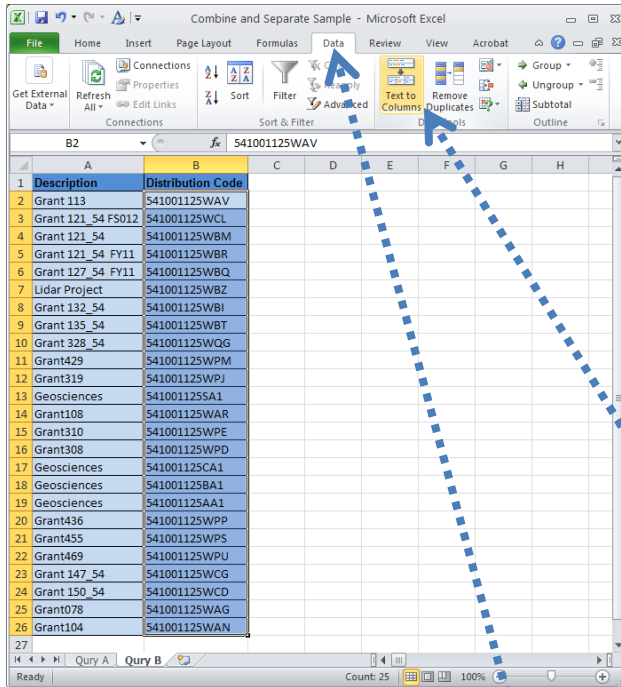 Combine and Separate Sample - Microsoft Excel
File Home Insert Page Layout Formulas Data Review View Acrobat
Get External Data
Refresh All
Connections
Properties
Edit Links
Connections
Sort
Filter
Advanced
Sort & Filter
Text to Columns
Remove Duplicates
Group
Ungroup
Subtotal
Outline
B2 fx 541001125WAV
A B C D E F G H
1 Description Distribution Code
2 Grant 113 541001125WAV
3 Grant 121_54 FS012 541001125WCL
4 Grant 121_54 541001125WBM
5 Grant 121_54 FY11 541001125WBR
6 Grant 127_54 FY11 541001125WBQ
7 Lidar Project 541001125WBZ
8 Grant 132_54 541001125WBI
9 Grant 135_54 541001125WBT
10 Grant 328_54 541001125WQG
11 Grant429 541001125WPM
12 Grant319 541001125WPJ
13 Geosciences 541001125SA1
14 Grant108 541001125WAR
15 Grant310 541001125WPE
16 Grant308 541001125WPD
17 Geosciences 541001125CA1
18 Geosciences 541001125BA1
19 Geosciences 541001125AA1
20 Grant436 541001125WPP
21 Grant455 541001125WPS
22 Grant469 541001125WPU
23 Grant 147_54 541001125WCG
24 Grant 150_54 541001125WCD
25 Grant078 541001125WAG
26 Grant104 541001125WAN
27
Qury A Qury B
Ready Count: 25 100%